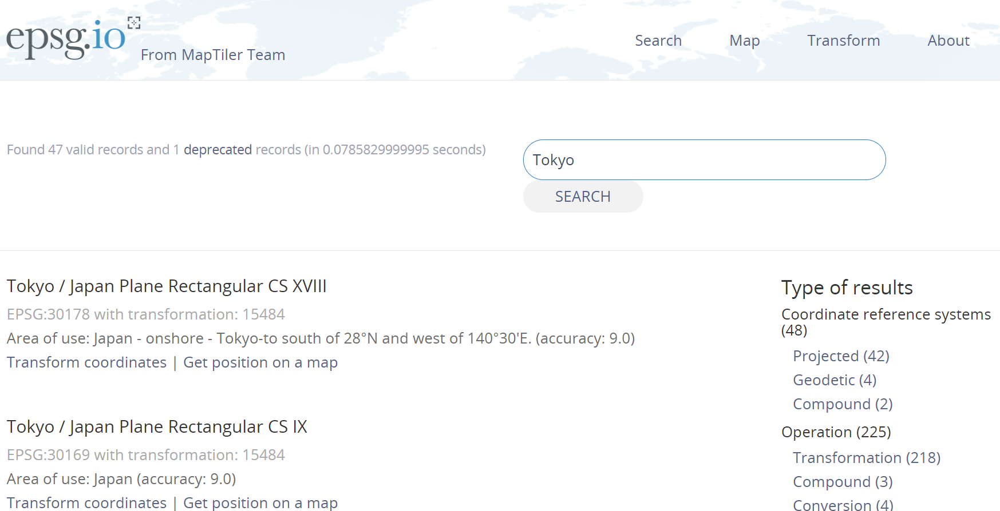 epsg.io
From MapTiler Team
Search
Map
Transform
About
Found 47 valid records and 1 deprecated records (in 0.0785829999995 seconds)
Tokyo
SEARCH
Tokyo / Japan Plane Rectangular CS XVIII
EPSG:30178 with transformation: 15484
Area of use: Japan - onshore - Tokyo-to south of 28°N and west of 140°30'E. (accuracy: 9.0)
Transform coordinates | Get position on a map
Tokyo / Japan Plane Rectangular CS IX
EPSG:30169 with transformation: 15484
Area of use: Japan (accuracy: 9.0)
Transform coordinates | Get position on a map
Type of results
Coordinate reference systems
(48)
Projected (42)
Geodetic (4)
Compound (2)
Operation (225)
Transformation (218)
Compound (3)
Conversion (4)